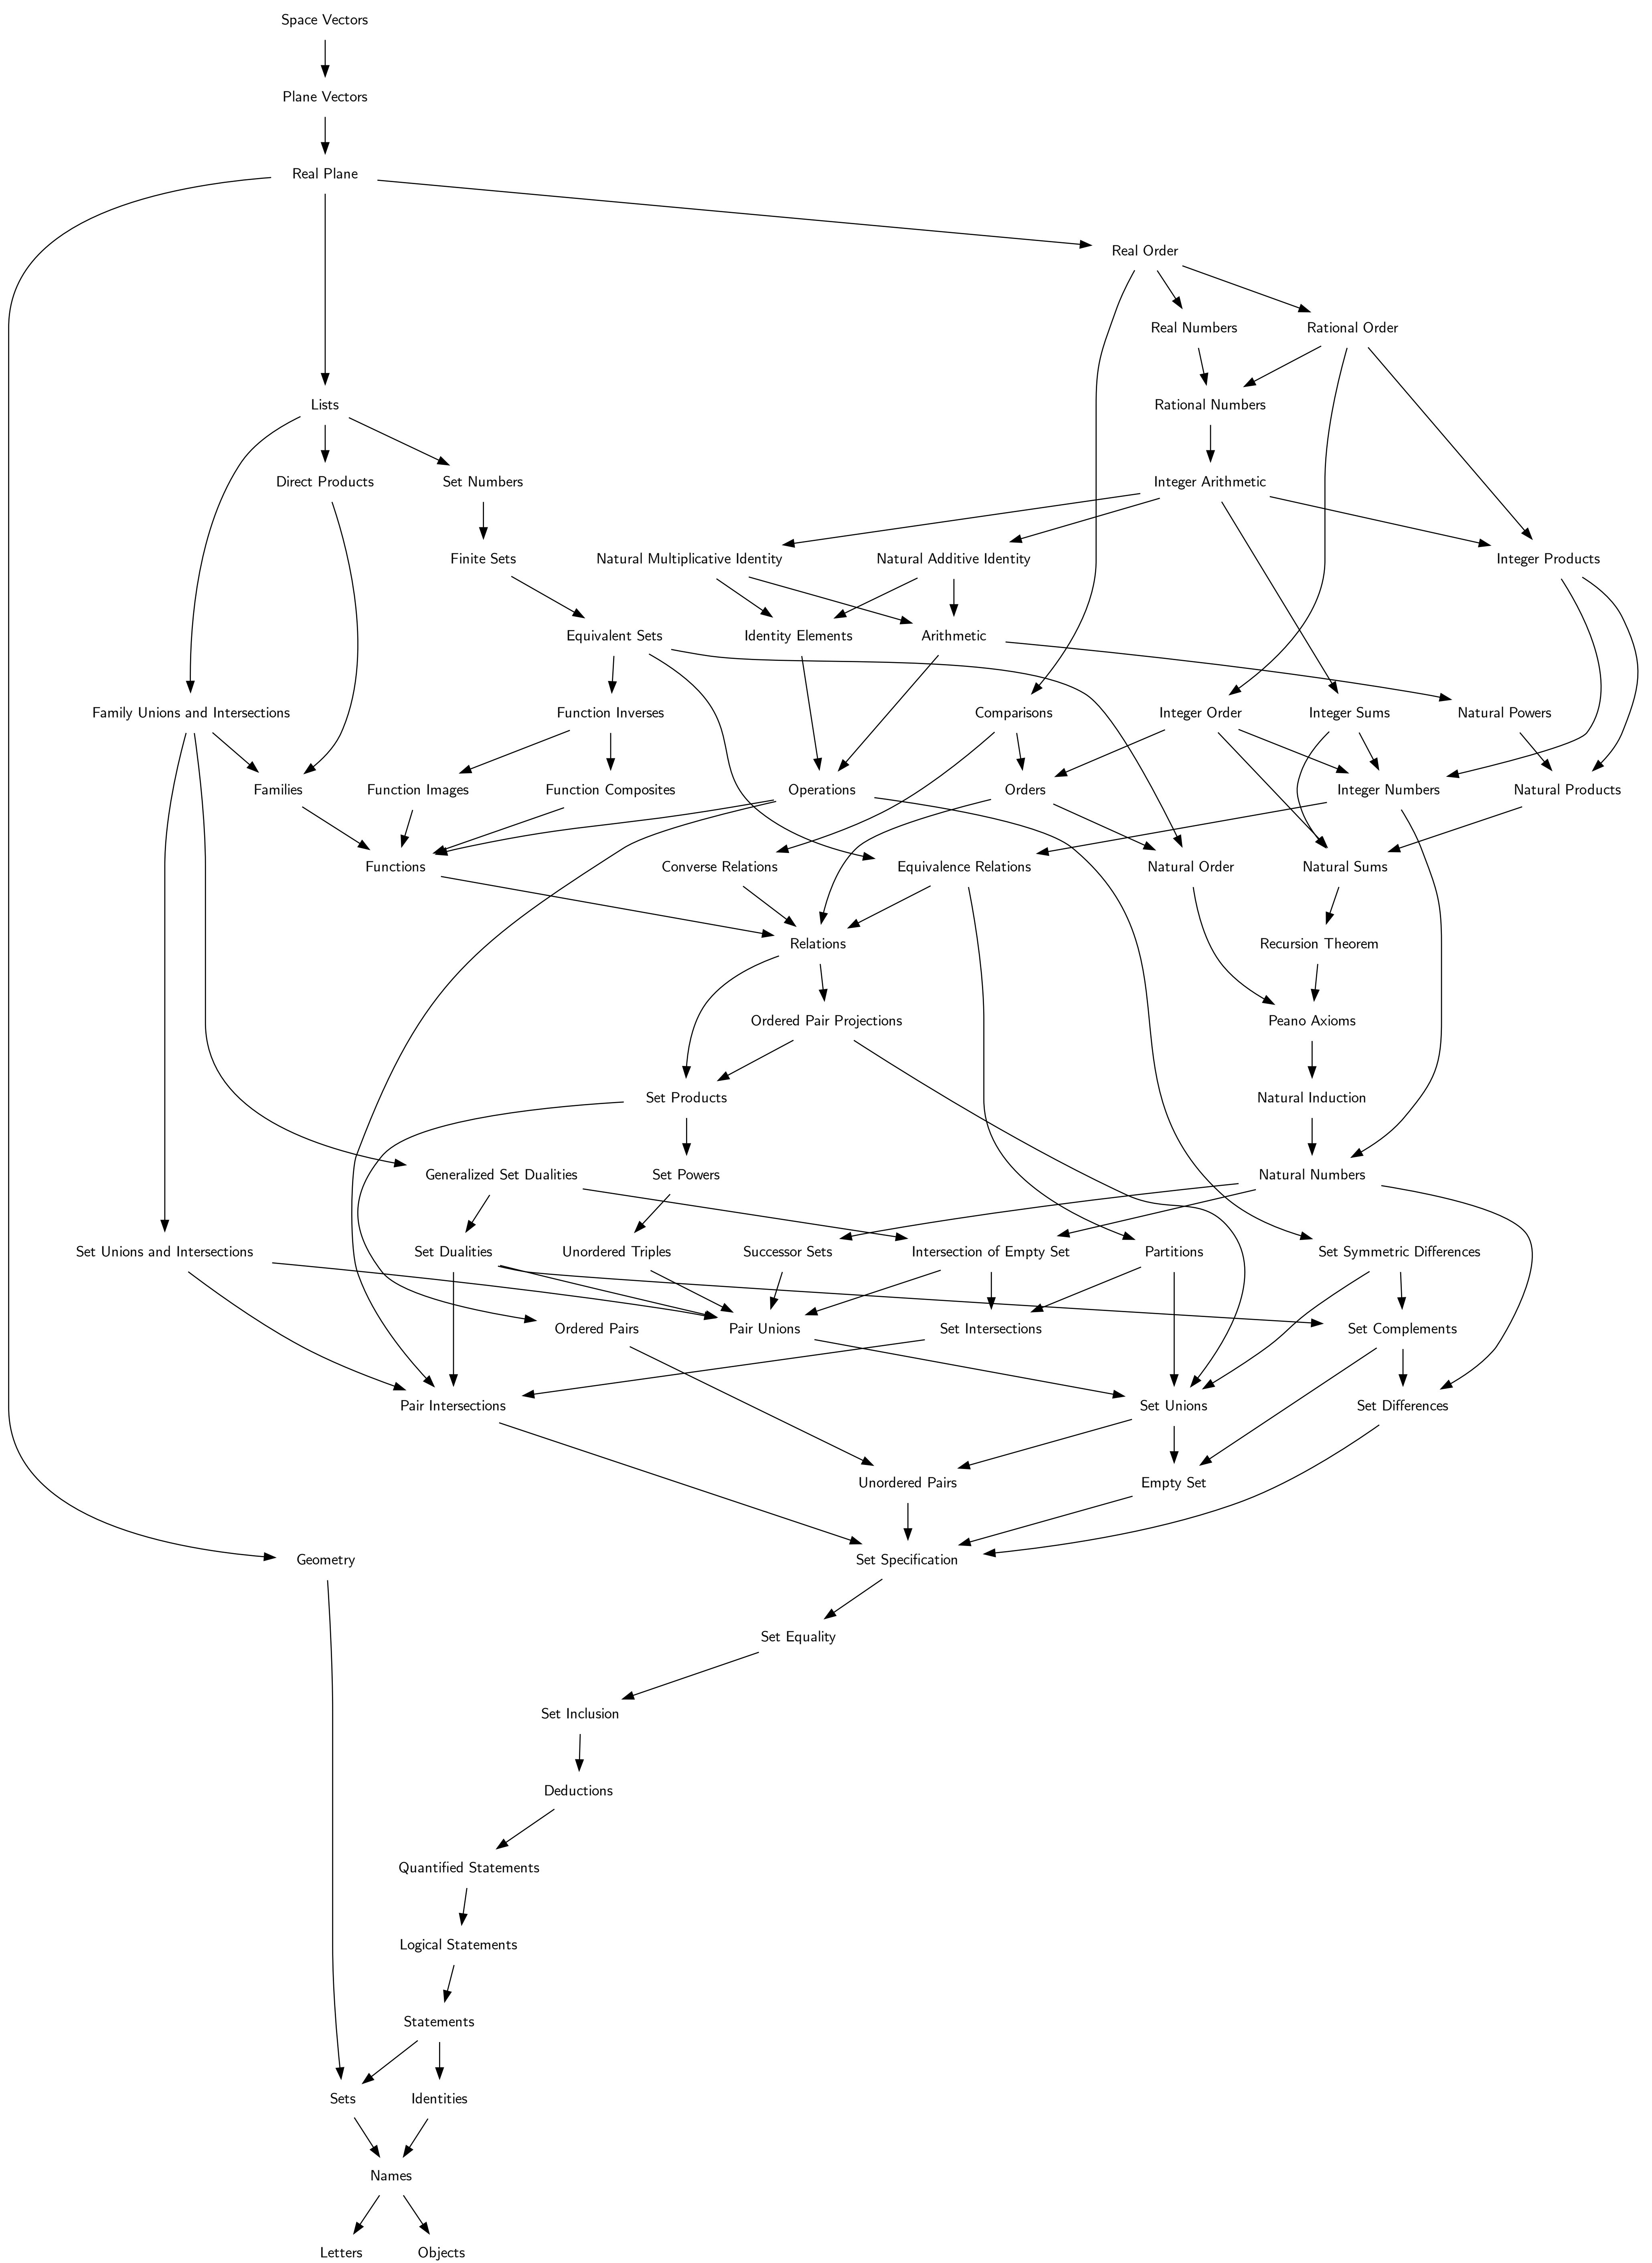 Space Vectors
Plane Vectors
Real Plane
Real Order
Real Numbers
Rational Order
Lists
Rational Numbers
Direct Products
Set Numbers
Integer Arithmetic
Finite Sets
Natural Multiplicative Identity
Natural Additive Identity
Integer Products
Equivalent Sets
Identity Elements
Arithmetic
Family Unions and Intersections
Function Inverses
Comparisons
Integer Order
Integer Sums
Natural Powers
Families
Function Images
Function Composites
Operations
Orders
Integer Numbers
Natural Products
Functions
Converse Relations
Equivalence Relations
Natural Order
Natural Sums
Relations
Recursion Theorem
Ordered Pair Projections
Peano Axioms
Set Products
Natural Induction
Generalized Set Dualities
Set Powers
Natural Numbers
Set Unions and Intersections
Set Dualities
Unordered Triples
Successor Sets
Intersection of Empty Set
Partitions
Set Symmetric Differences
Ordered Pairs
Pair Unions
Set Intersections
Set Complements
Pair Intersections
Set Unions
Set Differences
Unordered Pairs
Empty Set
Geometry
Set Specification
Set Equality
Set Inclusion
Deductions
Quantified Statements
Logical Statements
Statements
Sets
Identities
Names
Letters
Objects